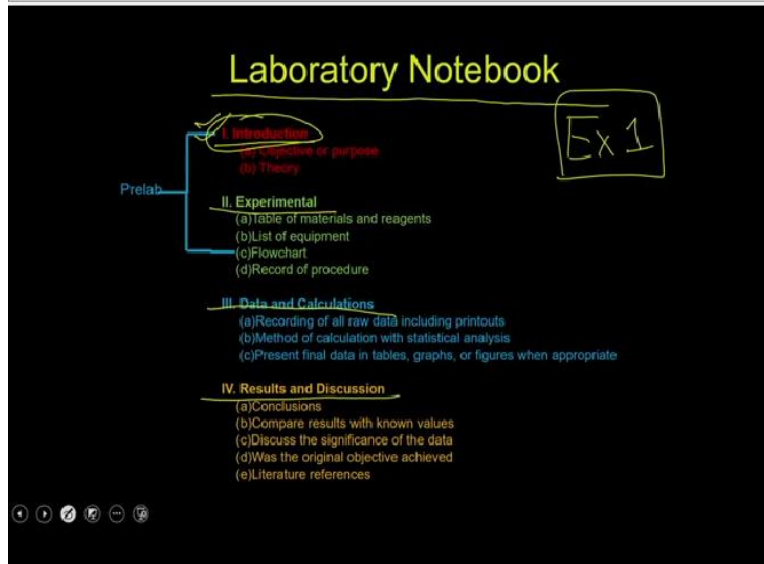 Laboratory Notebook
Ex 1
I. Introduction
(a) Objective or purpose
(b) Theory
Prelab
II. Experimental
(a)Table of materials and reagents
(b)List of equipment
(c)Flowchart
(d)Record of procedure
III. Data and Calculations
(a)Recording of all raw data including printouts
(b)Method of calculation with statistical analysis
(c)Present final data in tables, graphs, or figures when appropriate
IV. Results and Discussion
(a)Conclusions
(b)Compare results with known values
(c)Discuss the significance of the data
(d)Was the original objective achieved
(e)Literature references